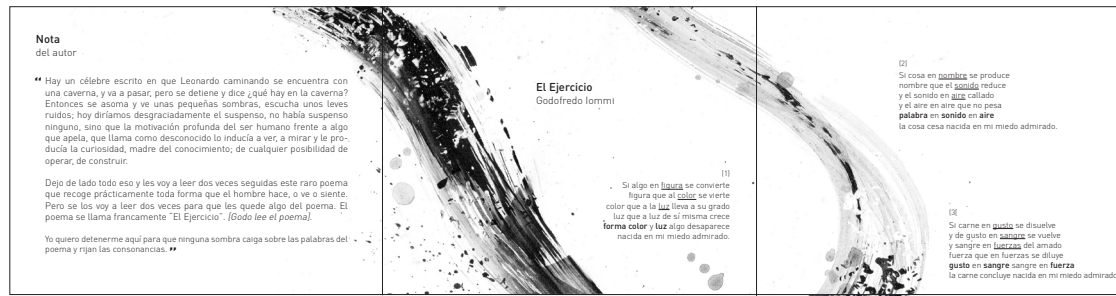 Nota
del autor
“ Hay un célebre escrito en que Leonardo caminando se encuentra con
una caverna, y va a pasar, pero se detiene y dice ¿qué hay en la caverna?
Entonces se asoma y ve unas pequeñas sombras, escucha unos leves
ruidos; hoy diríamos desgraciadamente el suspenso, no había suspenso
ninguno, sino que la motivación profunda del ser humano frente a algo
que apela, que llama como desconocido lo inducía a ver, a mirar y le pro-
ducía la curiosidad, madre del conocimiento; de cualquier posibilidad de
operar, de construir.
Dejo de lado todo eso y les voy a leer dos veces seguidas este raro poema
que recoge prácticamente toda forma que el hombre hace, o ve o siente.
Pero se los voy a leer dos veces para que les quede algo del poema. El
poema se llama francamente “El Ejercicio”. [Godo lee el poema].
Yo quiero detenerme aquí para que ninguna sombra caiga sobre las palabras del
poema y rijan las consonancias. ”
El Ejercicio
Godofredo Iommi
[1]
Si algo en figura se convierte
figura que al color se vierte
color que a la luz lleva a su grado
luz que a luz de sí misma crece
forma color y luz algo desaparece
nacida en mi miedo admirado.
[2]
Si cosa en nombre se produce
nombre que el sonido reduce
y el sonido en aire callado
y el aire en aire que no pesa
palabra en sonido en aire
la cosa cesa nacida en mi miedo admirado.
[3]
Si carne en gusto se disuelve
y de gusto en sangre se vuelve
y sangre en fuerzas del amado
fuerza que en fuerzas se diluye
gusto en sangre sangre en fuerza
la carne concluye nacida en mi miedo admirado